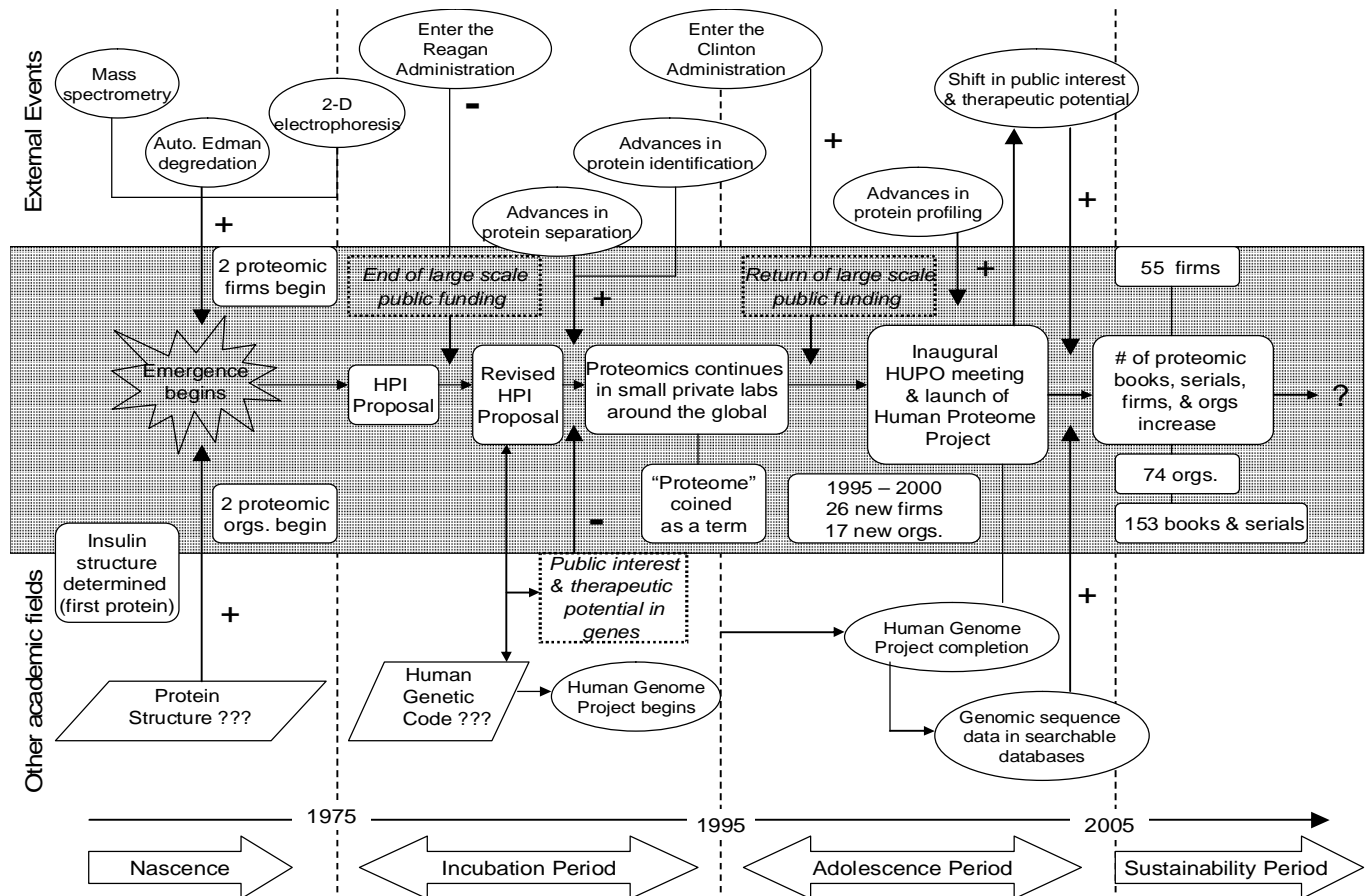 External Events
Mass
spectrometry
Auto. Edman
degredation
2-D
electrophoresis
Enter the
Reagan
Administration
-
Advances in
protein separation
Advances in
protein identification
Enter the
Clinton
Administration
+
Advances in
protein profiling
Shift in public interest
& therapeutic potential
+
+
+
+
2 proteomic
firms begin
End of large scale
public funding
Return of large scale
public funding
55 firms
Emergence
begins
HPI
Proposal
Revised
HPI
Proposal
Proteomics continues
in small private labs
around the global
Inaugural
HUPO meeting
& launch of
Human Proteome
Project
# of proteomic
books, serials,
firms, & orgs
increase
?
2 proteomic
orgs. begin
"Proteome"
coined
as a term
1995 – 2000
26 new firms
17 new orgs.
74 orgs.
153 books & serials
Other academic fields
Insulin
structure
determined
(first protein)
+
-
Public interest
& therapeutic
potential in
genes
+
Protein
Structure ???
Human
Genetic
Code ???
Human Genome
Project begins
Human Genome
Project completion
Genomic sequence
data in searchable
databases
1975
1995
2005
Nascence
Incubation Period
Adolescence Period
Sustainability Period